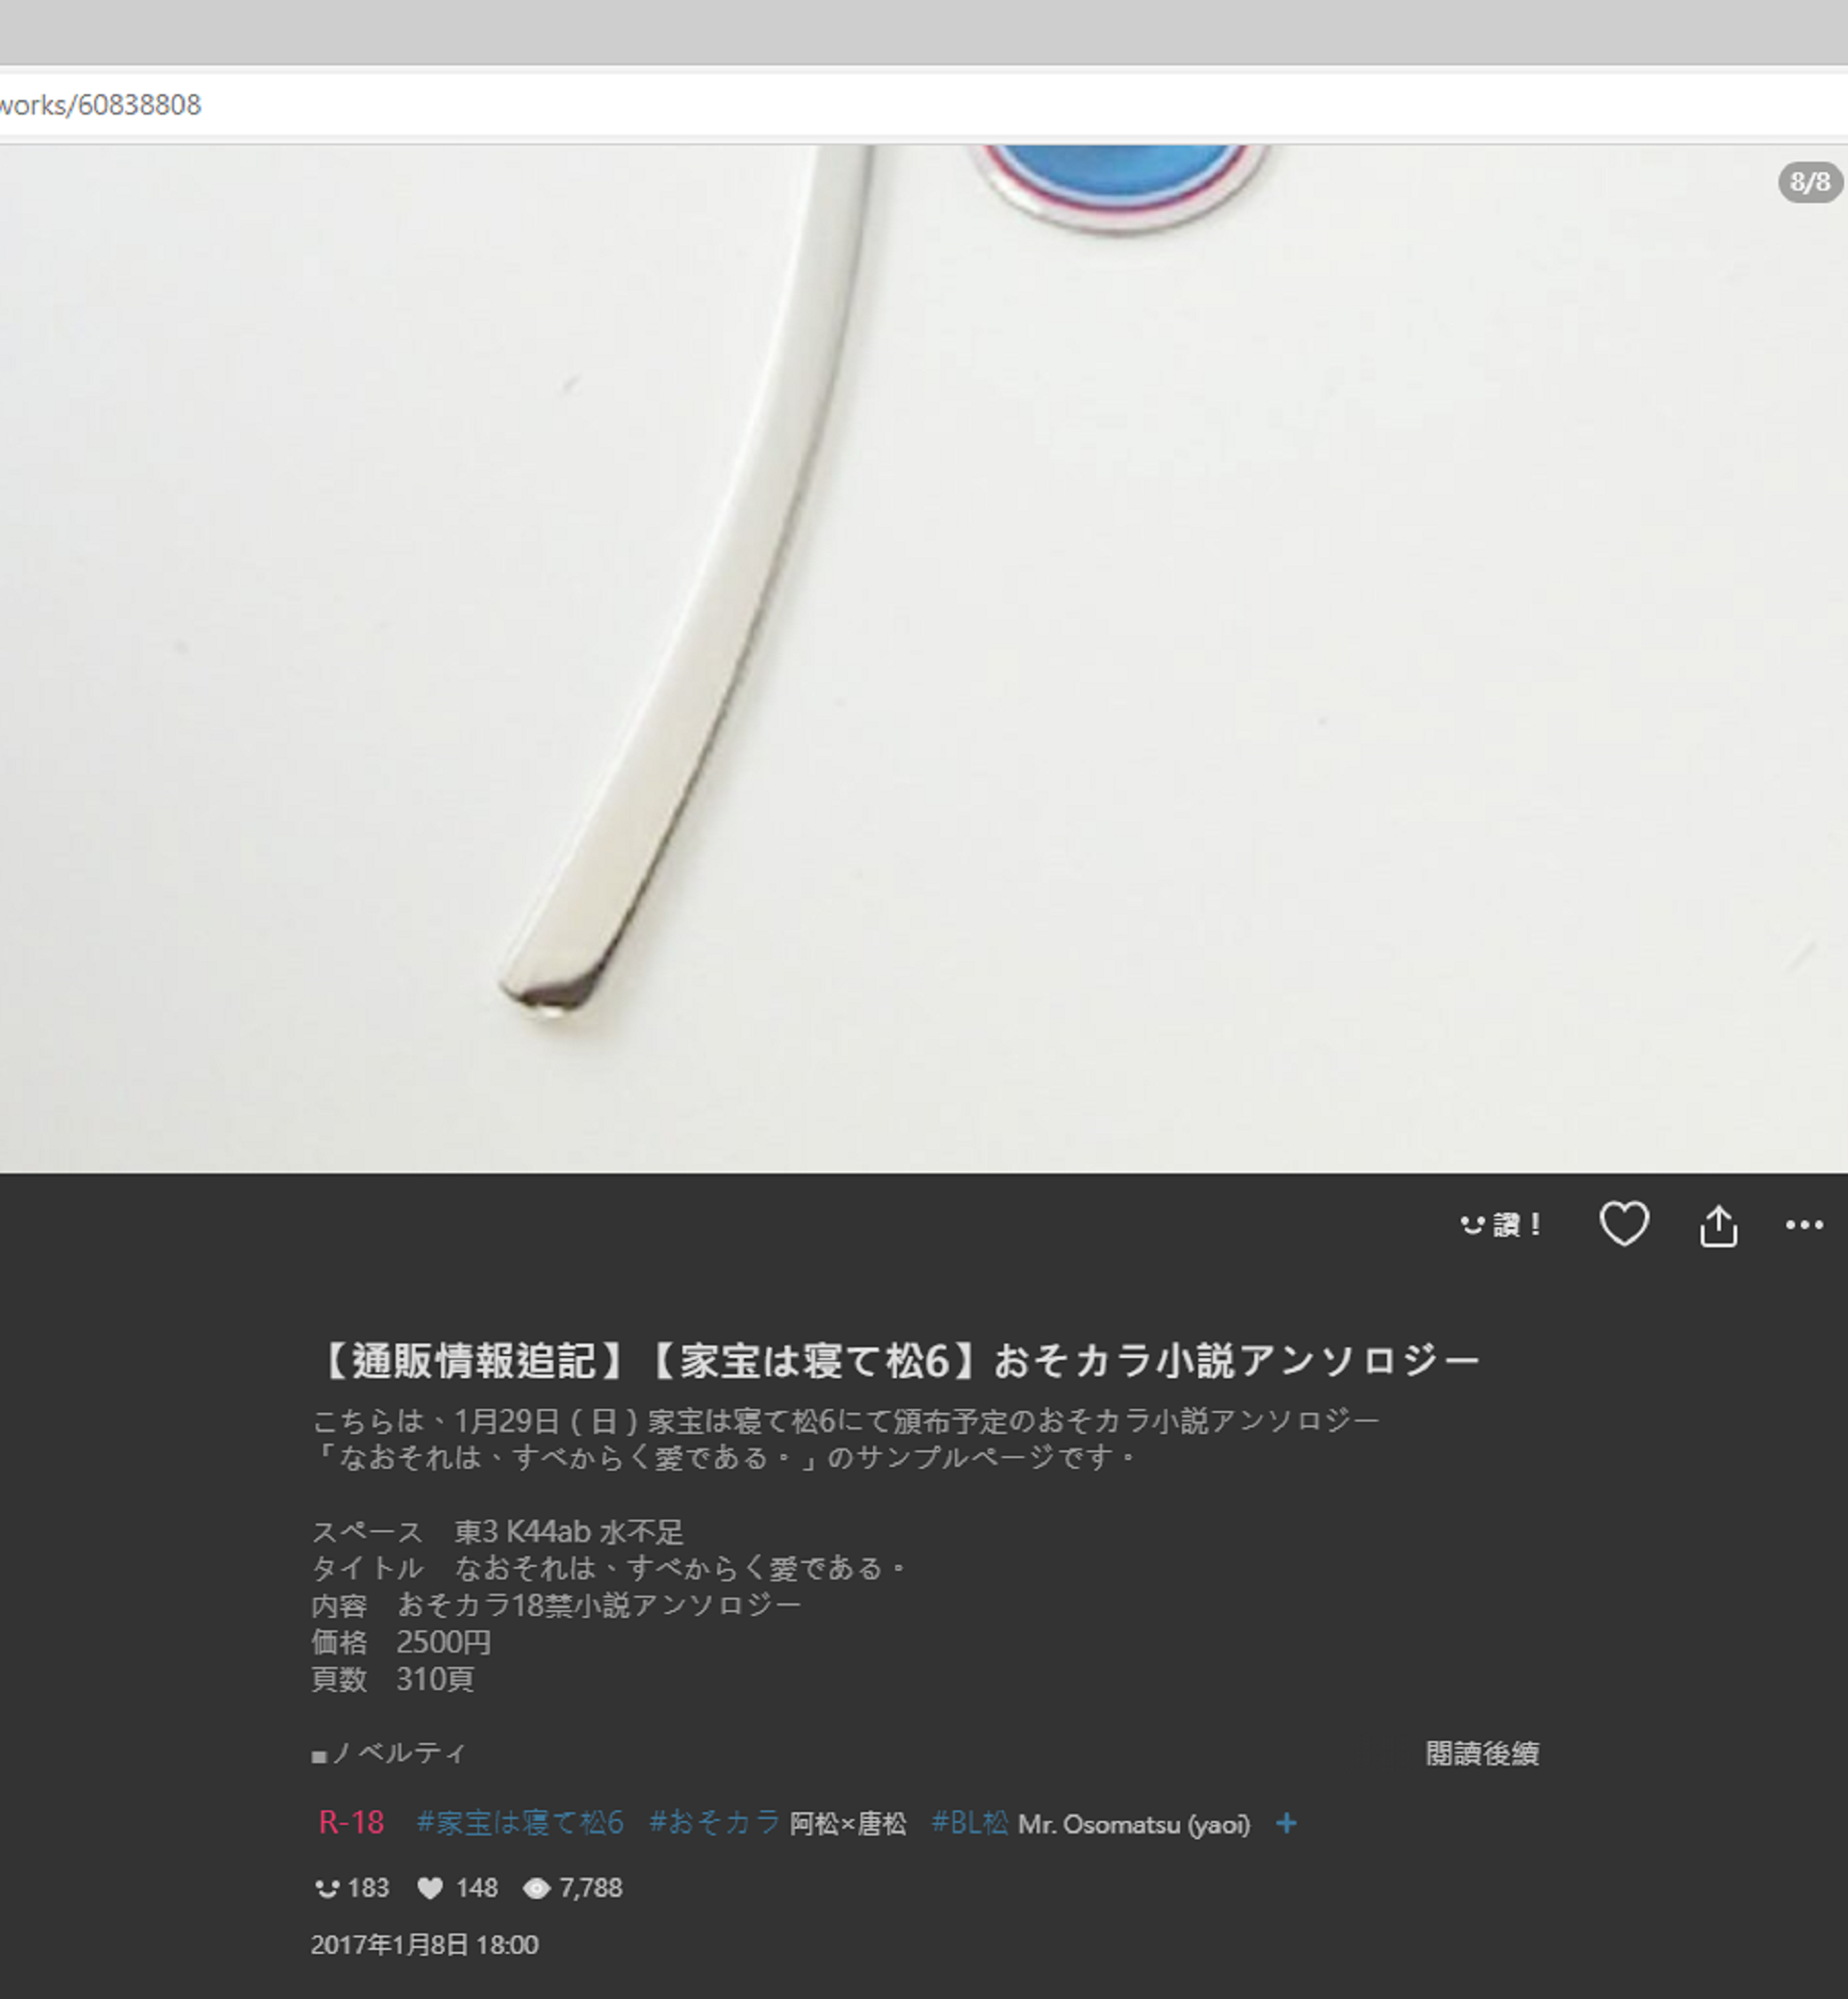 works/60838808
8/8
讚！
【通販情報追記】【家宝は寝て松6】おそカラ小説アンソロジー
こちらは、1月29日（日）家宝は寝て松6にて頒布予定のおそカラ小説アンソロジー
「なおそれは、すべからく愛である。」のサンプルページです。
スペース　東3 K44ab 水不足
タイトル　なおそれは、すべからく愛である。
内容　おそカラ18禁小説アンソロジー
価格　2500円
頁数　310頁
■ノベルティ
閱讀後續
R-18 #家宝は寝て松6 #おそカラ 阿松×唐松 #BL松 Mr. Osomatsu (yaoi) +
183 148 7,788
2017年1月8日 18:00